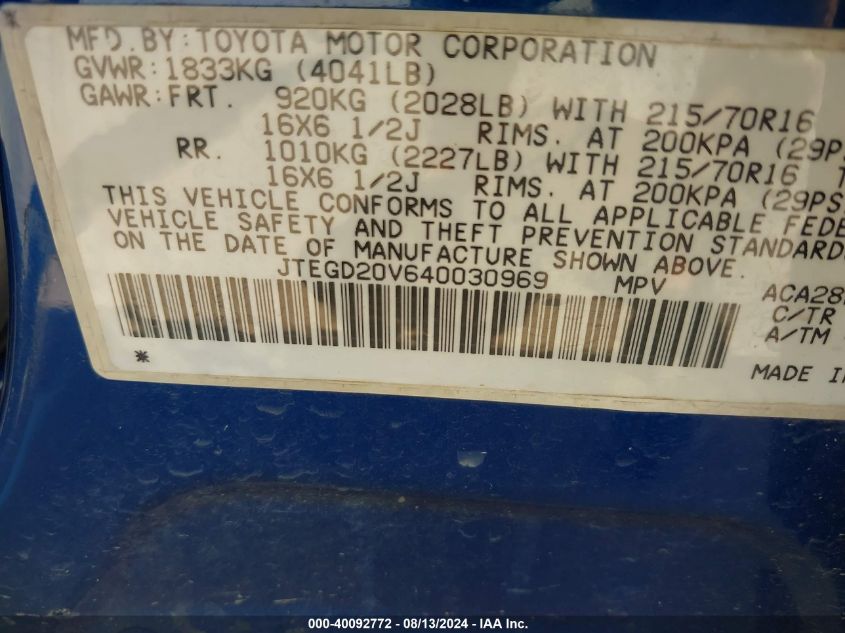 MFD. BY: TOYOTA MOTOR CORPORATION
GVWR: 1833KG (4041LB)
GAWR: FRT. 920KG (2028LB) WITH 215/70R16
16X6 1/2J RIMS. AT 200KPA (29P
RR. 1010KG (2227LB) WITH 215/70R16 T
16X6 1/2J RIMS. AT 200KPA (29PS
THIS VEHICLE CONFORMS TO ALL APPLICABLE FEDE
VEHICLE SAFETY AND THEFT PREVENTION STANDARD
ON THE DATE OF MANUFACTURE SHOWN ABOVE.
JTEGD20V640030969 MPV ACA28
C/TR
A/TM
*
MADE I
000-40092772 - 08/13/2024 - IAA Inc.